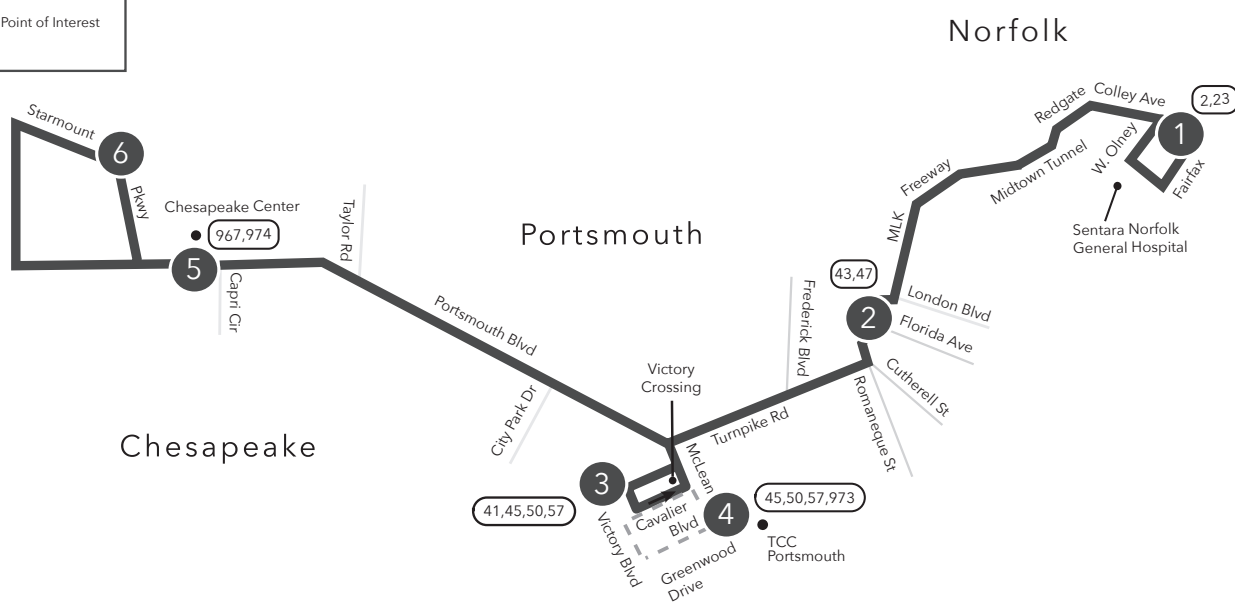 Point of Interest
Norfolk
Redgate
Colley Ave
2,23
1
W. Olney
Fairfax
Midtown Tunnel
Freeway
MLK
Sentara Norfolk
General Hospital
Starmount
6
Pkwy
Chesapeake Center
967,974
5
Taylor Rd
Capri Cir
Portsmouth
43,47
2
London Blvd
Florida Ave
Frederick Blvd
Cutherell St
Romaneque St
Portsmouth Blvd
Victory
Crossing
Turnpike Rd
City Park Dr
Chesapeake
McLean
3
41,45,50,57
Cavalier
Blvd
4
45,50,57,973
TCC
Portsmouth
Victory Blvd
Greenwood
Drive